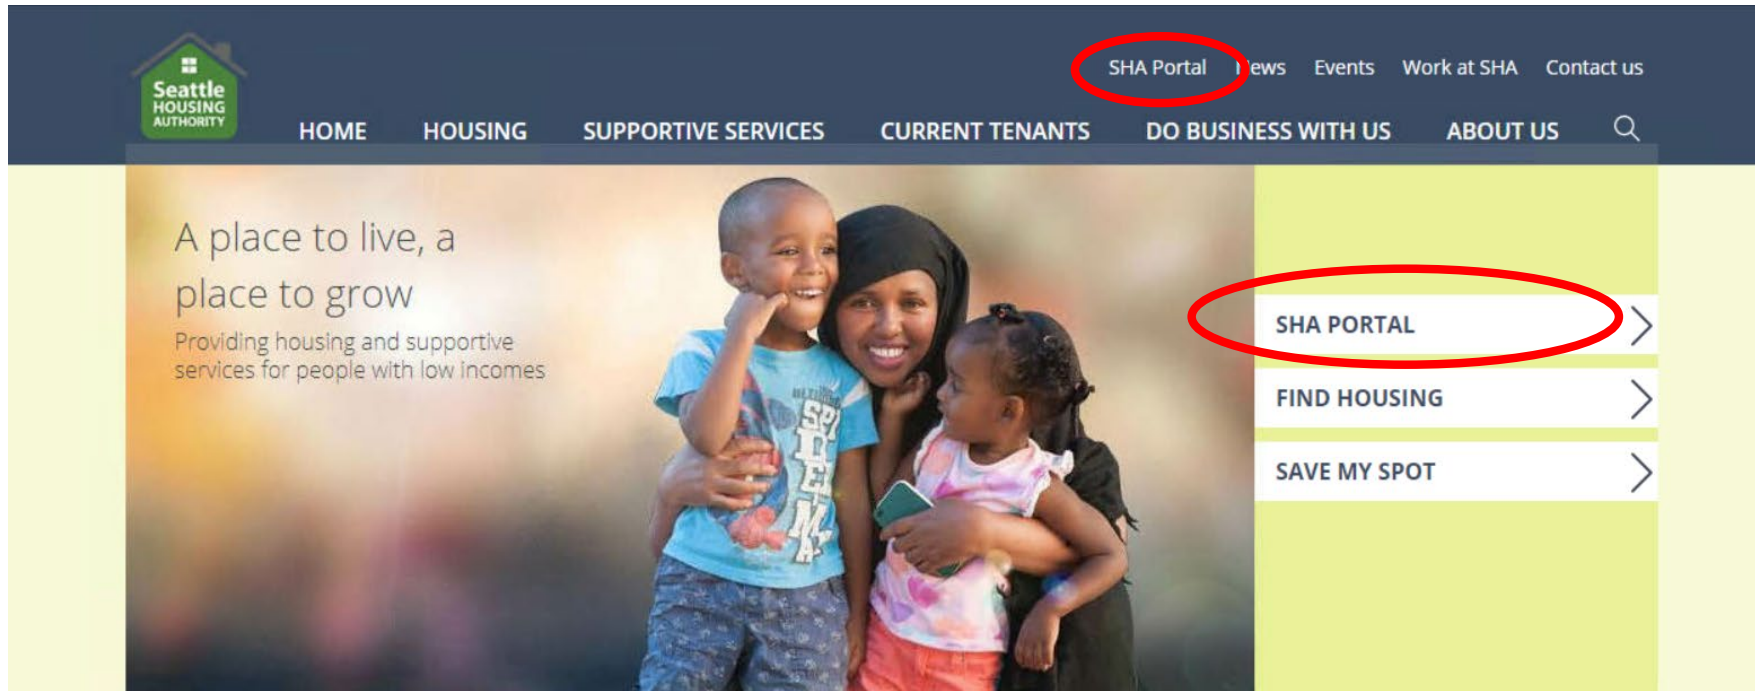 Seattle
HOUSING
AUTHORITY
SHA Portal News Events Work at SHA Contact us
HOME HOUSING SUPPORTIVE SERVICES CURRENT TENANTS DO BUSINESS WITH US ABOUT US
A place to live, a
place to grow
Providing housing and supportive
services for people with low incomes
SHA PORTAL
FIND HOUSING
SAVE MY SPOT